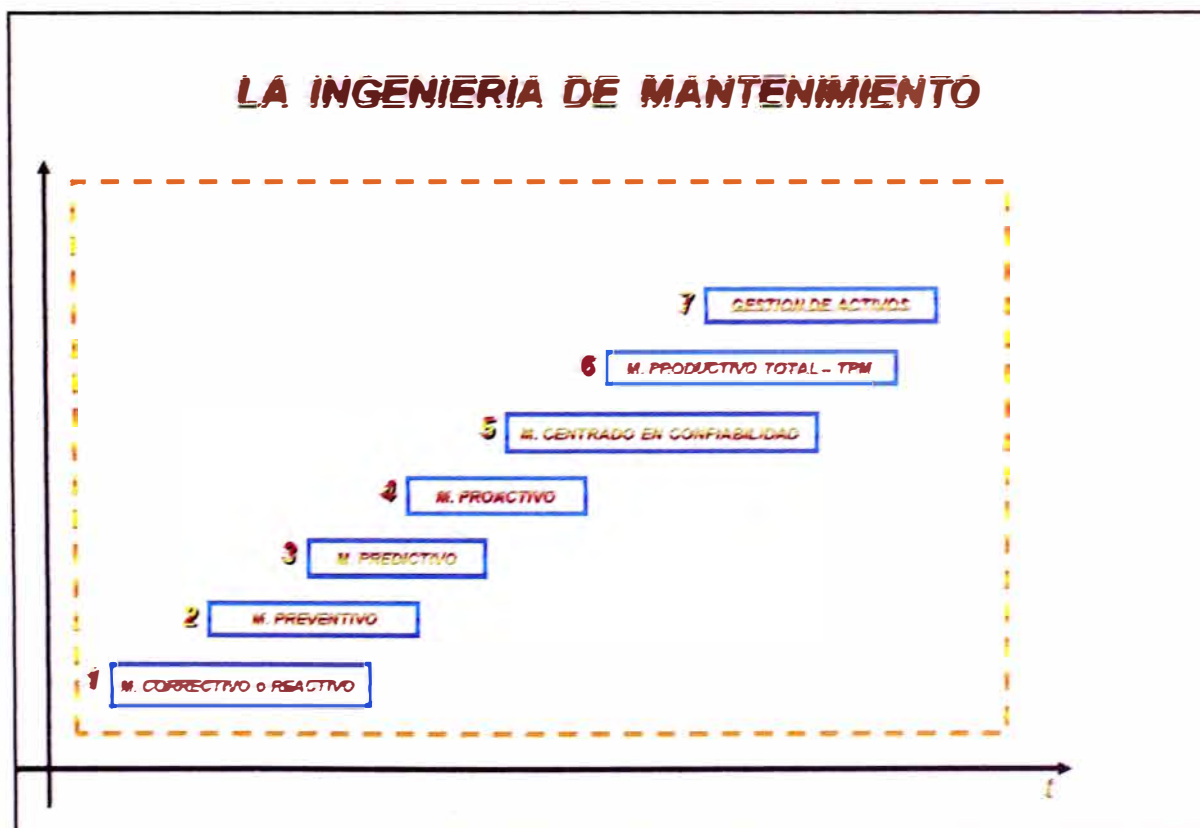 LA INGENIERIA DE MANTENIMIENTO
7 GESTION DE ACTIVOS
6 M. PRODUCTIVO TOTAL – TPM
5 M. CENTRADO EN CONFIABILIDAD
4 M. PROACTIVO
3 M. PREDICTIVO
2 M. PREVENTIVO
1 M. CORRECTIVO o REACTIVO
t